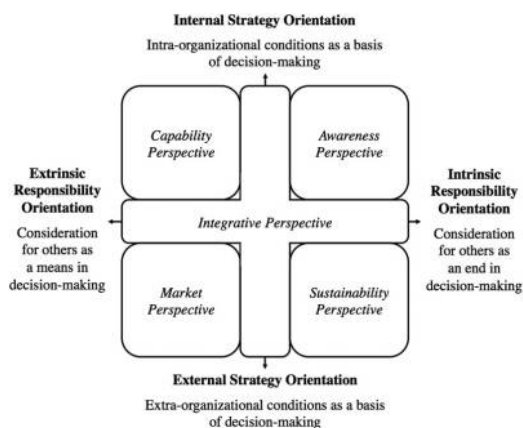 Internal Strategy Orientation
Intra-organizational conditions as a basis
of decision-making
Capability
Perspective
Awareness
Perspective
Extrinsic
Responsibility
Orientation
Consideration
for others as
a means in
decision-making
Integrative Perspective
Intrinsic
Responsibility
Orientation
Consideration
for others as
an end in
decision-making
Market
Perspective
Sustainability
Perspective
External Strategy Orientation
Extra-organizational conditions as a basis
of decision-making